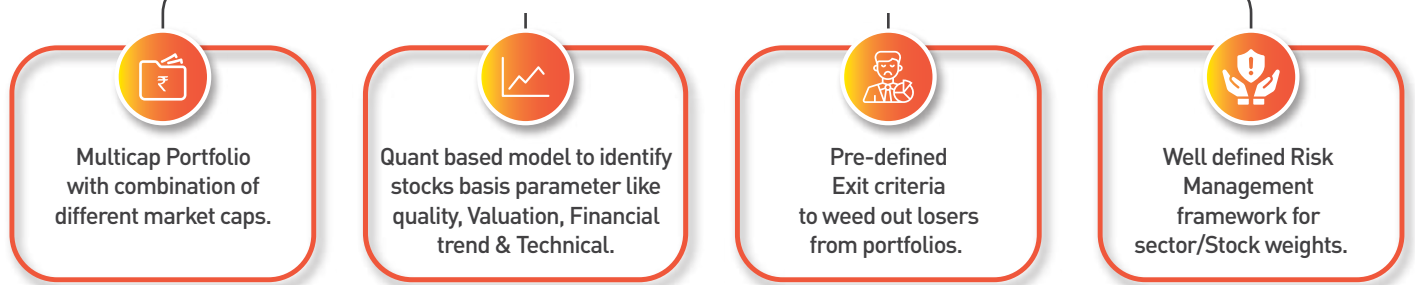 ₹
Multicap Portfolio
with combination of
different market caps.
Quant based model to identify
stocks basis parameter like
quality, Valuation, Financial
trend & Technical.
Pre-defined
Exit criteria
to weed out losers
from portfolios.
Well defined Risk
Management
framework for
sector/Stock weights.